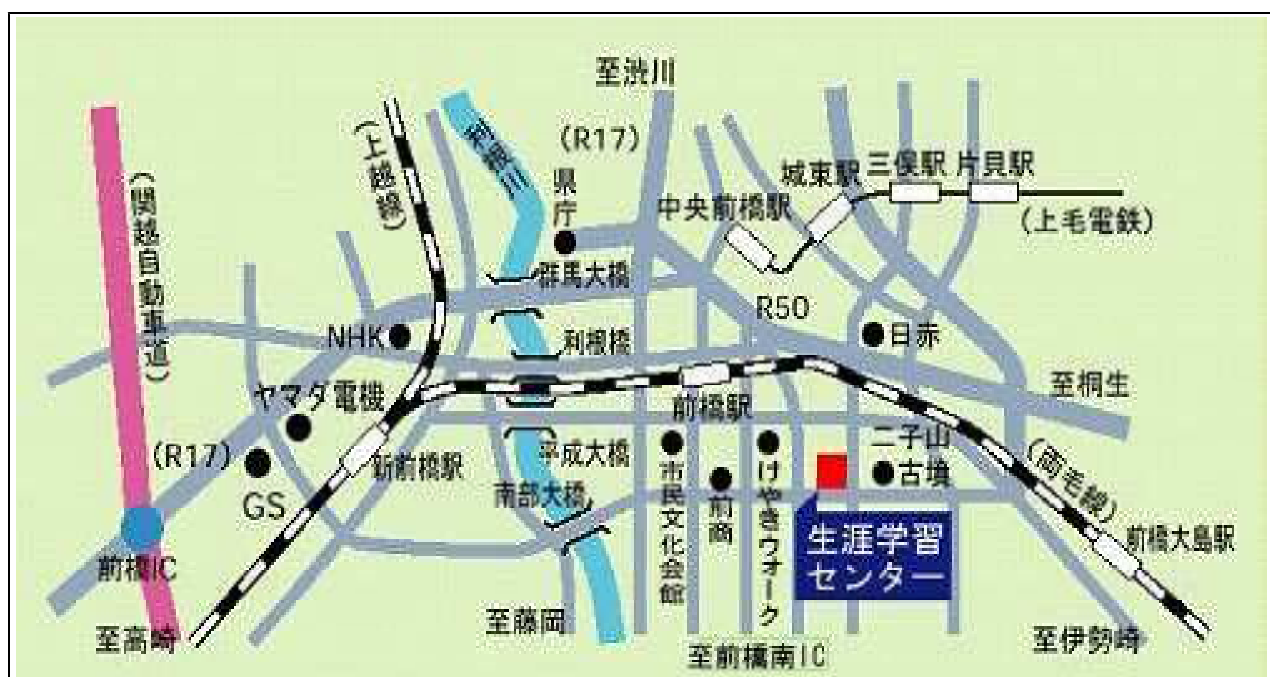 至渋川
(R17)
(上越線)
利根川
県庁
(関越自動車道)
城東駅
三俣駅
片貝駅
中央前橋駅
(上毛電鉄)
群馬大橋
R50
NHK
利根橋
日赤
至桐生
ヤマダ電機
前橋駅
(R17)
新前橋駅
平成大橋
二子山
古墳
GS
南部大橋
市民文化会館
前商
けやきウォーク
(両毛線)
生涯学習
センター
前橋大島駅
前橋IC
至高崎
至藤岡
至前橋南IC
至伊勢崎